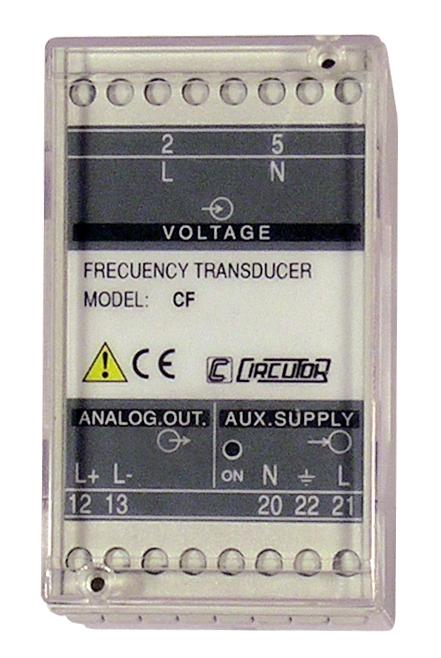 2 5
L N
VOLTAGE
FRECUENCY TRANSDUCER
MODEL: CF
CE C CIRCUTOR
ANALOG.OUT. AUX.SUPPLY
L+ L- ON N L
12 13 20 22 21